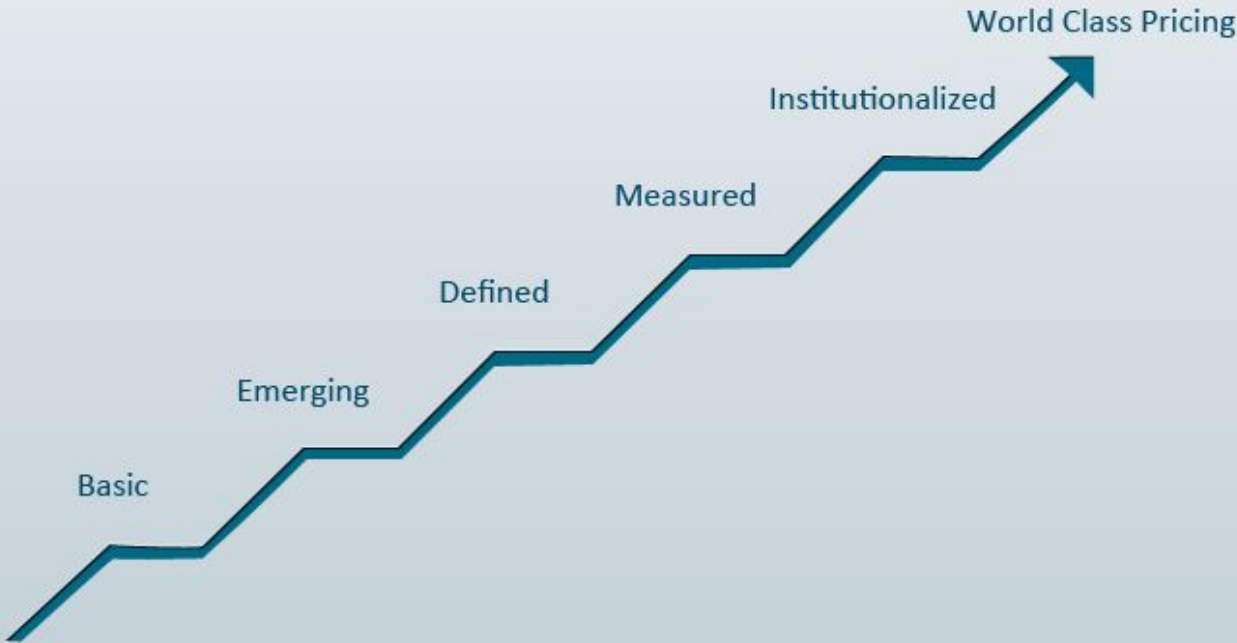 World Class Pricing
Institutionalized
Measured
Defined
Emerging
Basic